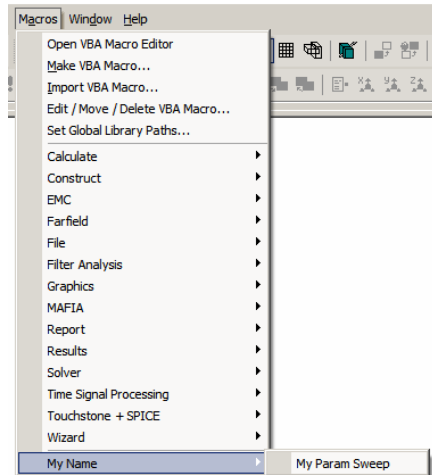 Macros Window Help
Open VBA Macro Editor
Make VBA Macro...
Import VBA Macro...
Edit / Move / Delete VBA Macro...
Set Global Library Paths...
Calculate
Construct
EMC
Farfield
File
Filter Analysis
Graphics
MAFIA
Report
Results
Solver
Time Signal Processing
Touchstone + SPICE
Wizard
My Name My Param Sweep